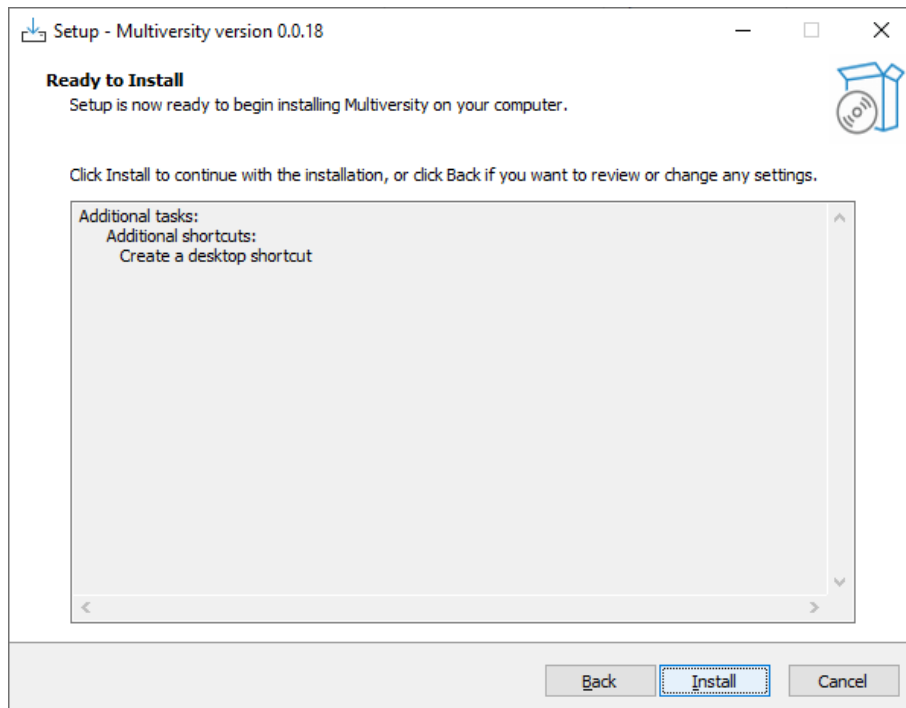 Setup - Multiversity version 0.0.18
Ready to Install
Setup is now ready to begin installing Multiversity on your computer.
Click Install to continue with the installation, or click Back if you want to review or change any settings.
Additional tasks:
Additional shortcuts:
Create a desktop shortcut
Back
Install
Cancel